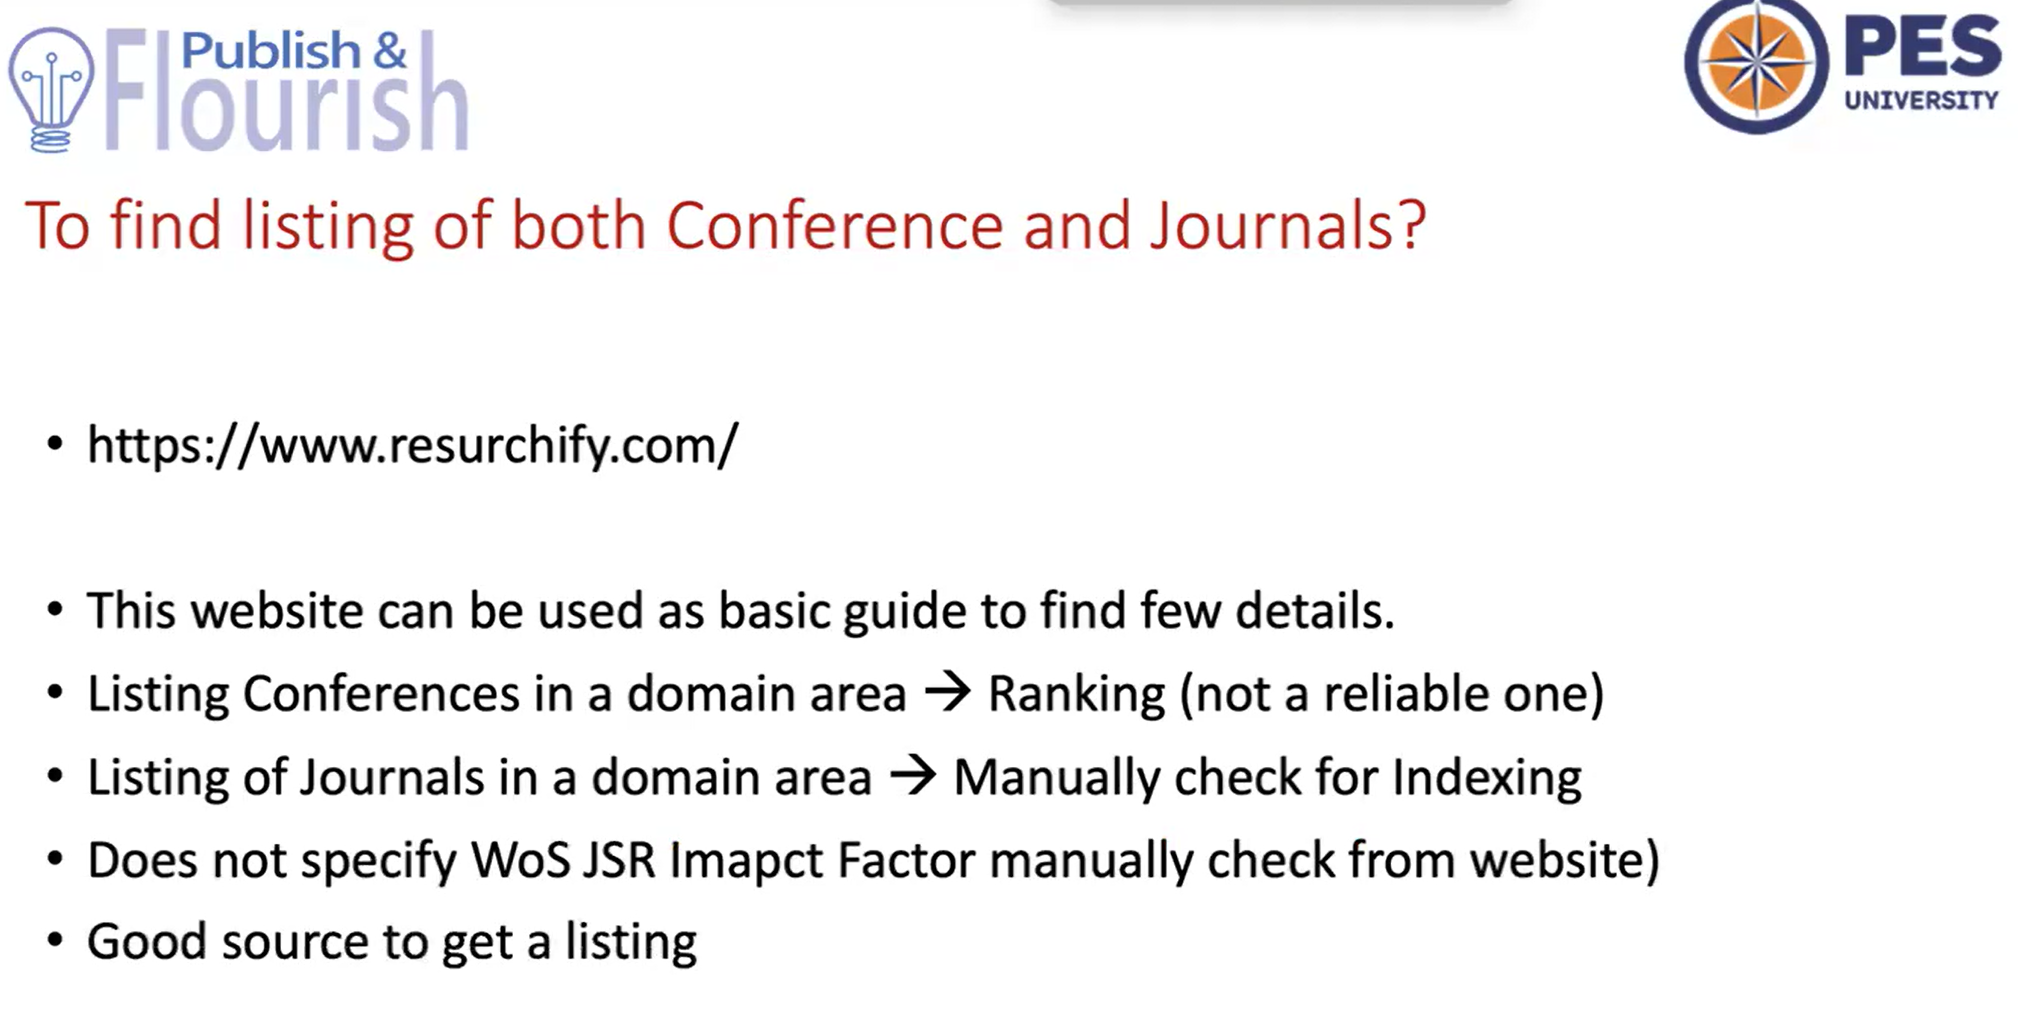 Publish &
Flourish
PES
UNIVERSITY
To find listing of both Conference and Journals?
• https://www.resurchify.com/
• This website can be used as basic guide to find few details.
• Listing Conferences in a domain area → Ranking (not a reliable one)
• Listing of Journals in a domain area → Manually check for Indexing
• Does not specify WoS JSR Imapct Factor manually check from website)
• Good source to get a listing